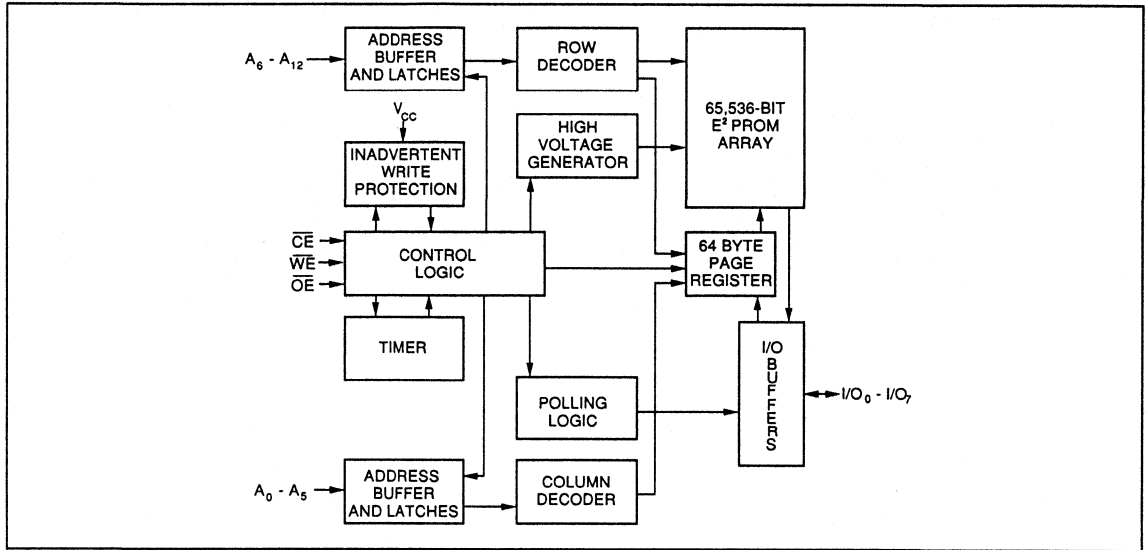 A6 - A12
ADDRESS
BUFFER
AND LATCHES
ROW
DECODER
65,536-BIT
E² PROM
ARRAY
VCC
INADVERTENT
WRITE
PROTECTION
HIGH
VOLTAGE
GENERATOR
CE
WE
OE
CONTROL
LOGIC
64 BYTE
PAGE
REGISTER
TIMER
POLLING
LOGIC
I/O
BUFFERS
I/O0 - I/O7
A0 - A5
ADDRESS
BUFFER
AND LATCHES
COLUMN
DECODER